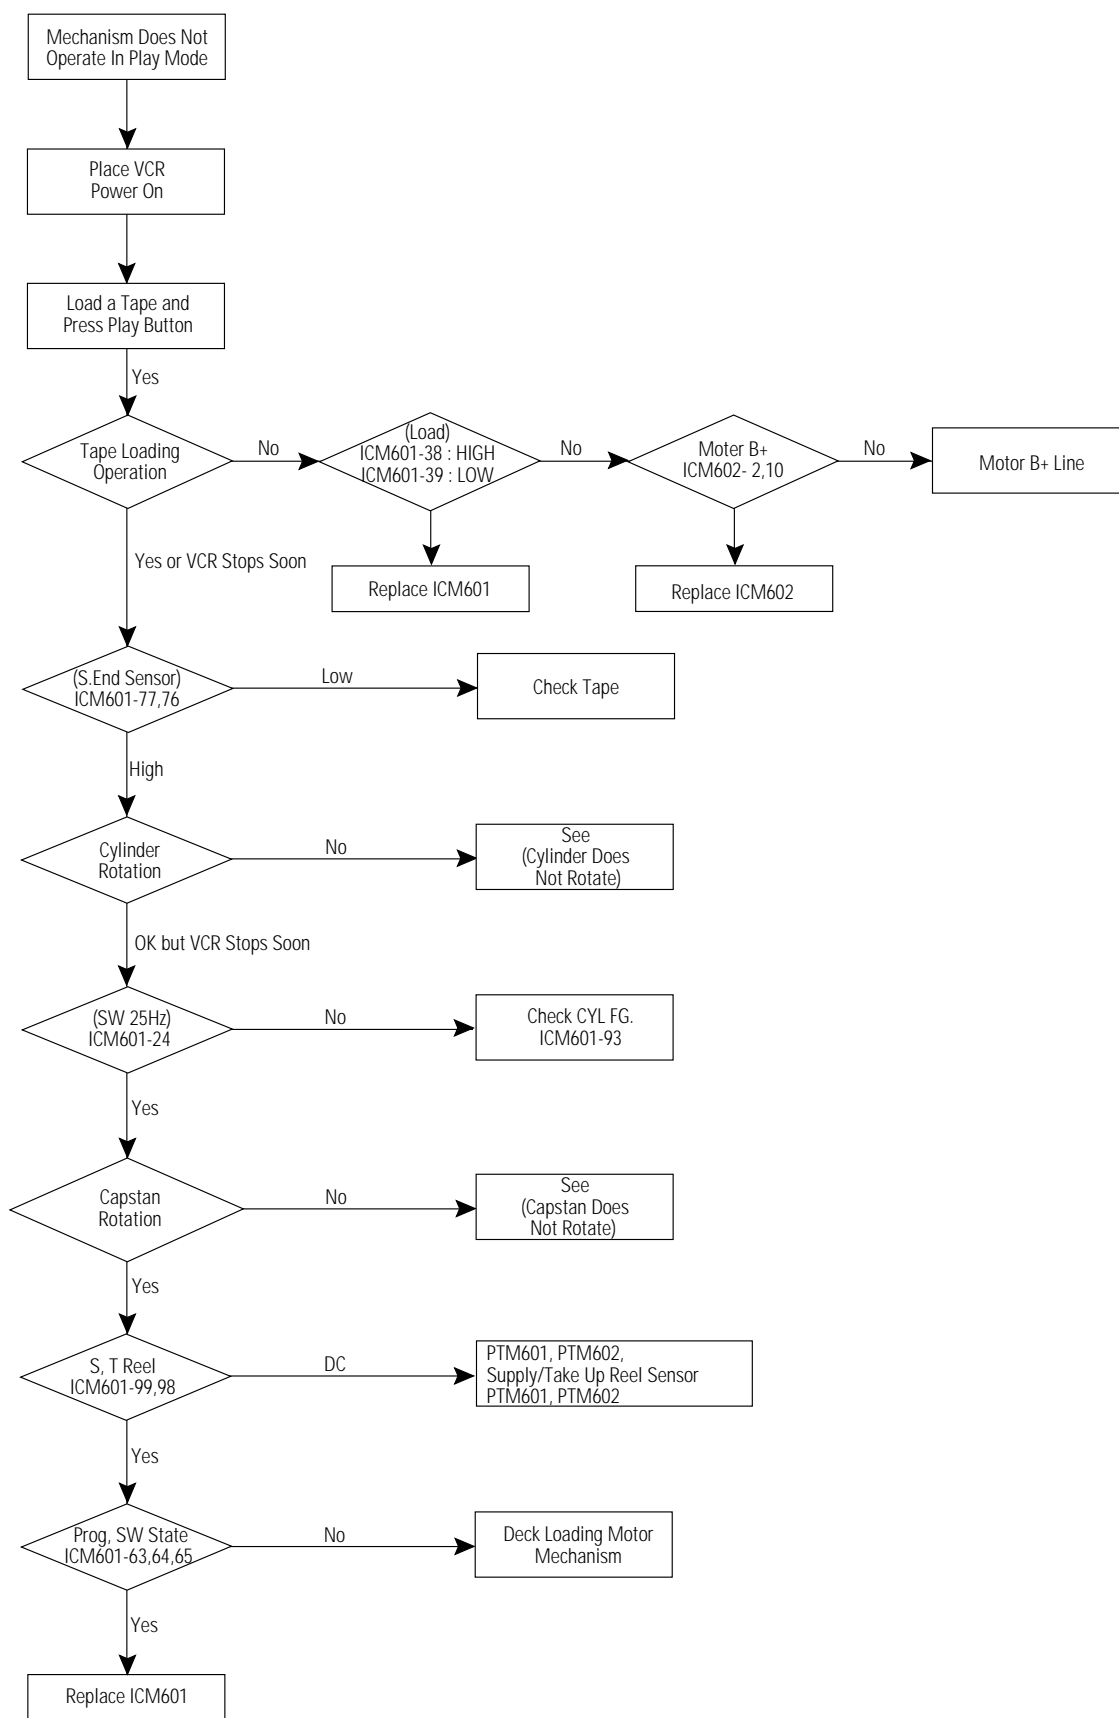 Mechanism Does Not
Operate In Play Mode
Place VCR
Power On
Load a Tape and
Press Play Button
Yes
Tape Loading
Operation
No
(Load)
ICM601-38 : HIGH
ICM601-39 : LOW
No
Moter B+
ICM602- 2,10
No
Motor B+ Line
Replace ICM601
Replace ICM602
Yes or VCR Stops Soon
(S.End Sensor)
ICM601-77,76
Low
Check Tape
High
Cylinder
Rotation
No
See
(Cylinder Does
Not Rotate)
OK but VCR Stops Soon
(SW 25Hz)
ICM601-24
No
Check CYL FG.
ICM601-93
Yes
Capstan
Rotation
No
See
(Capstan Does
Not Rotate)
Yes
S, T Reel
ICM601-99,98
DC
PTM601, PTM602,
Supply/Take Up Reel Sensor
PTM601, PTM602
Yes
Prog, SW State
ICM601-63,64,65
No
Deck Loading Motor
Mechanism
Yes
Replace ICM601